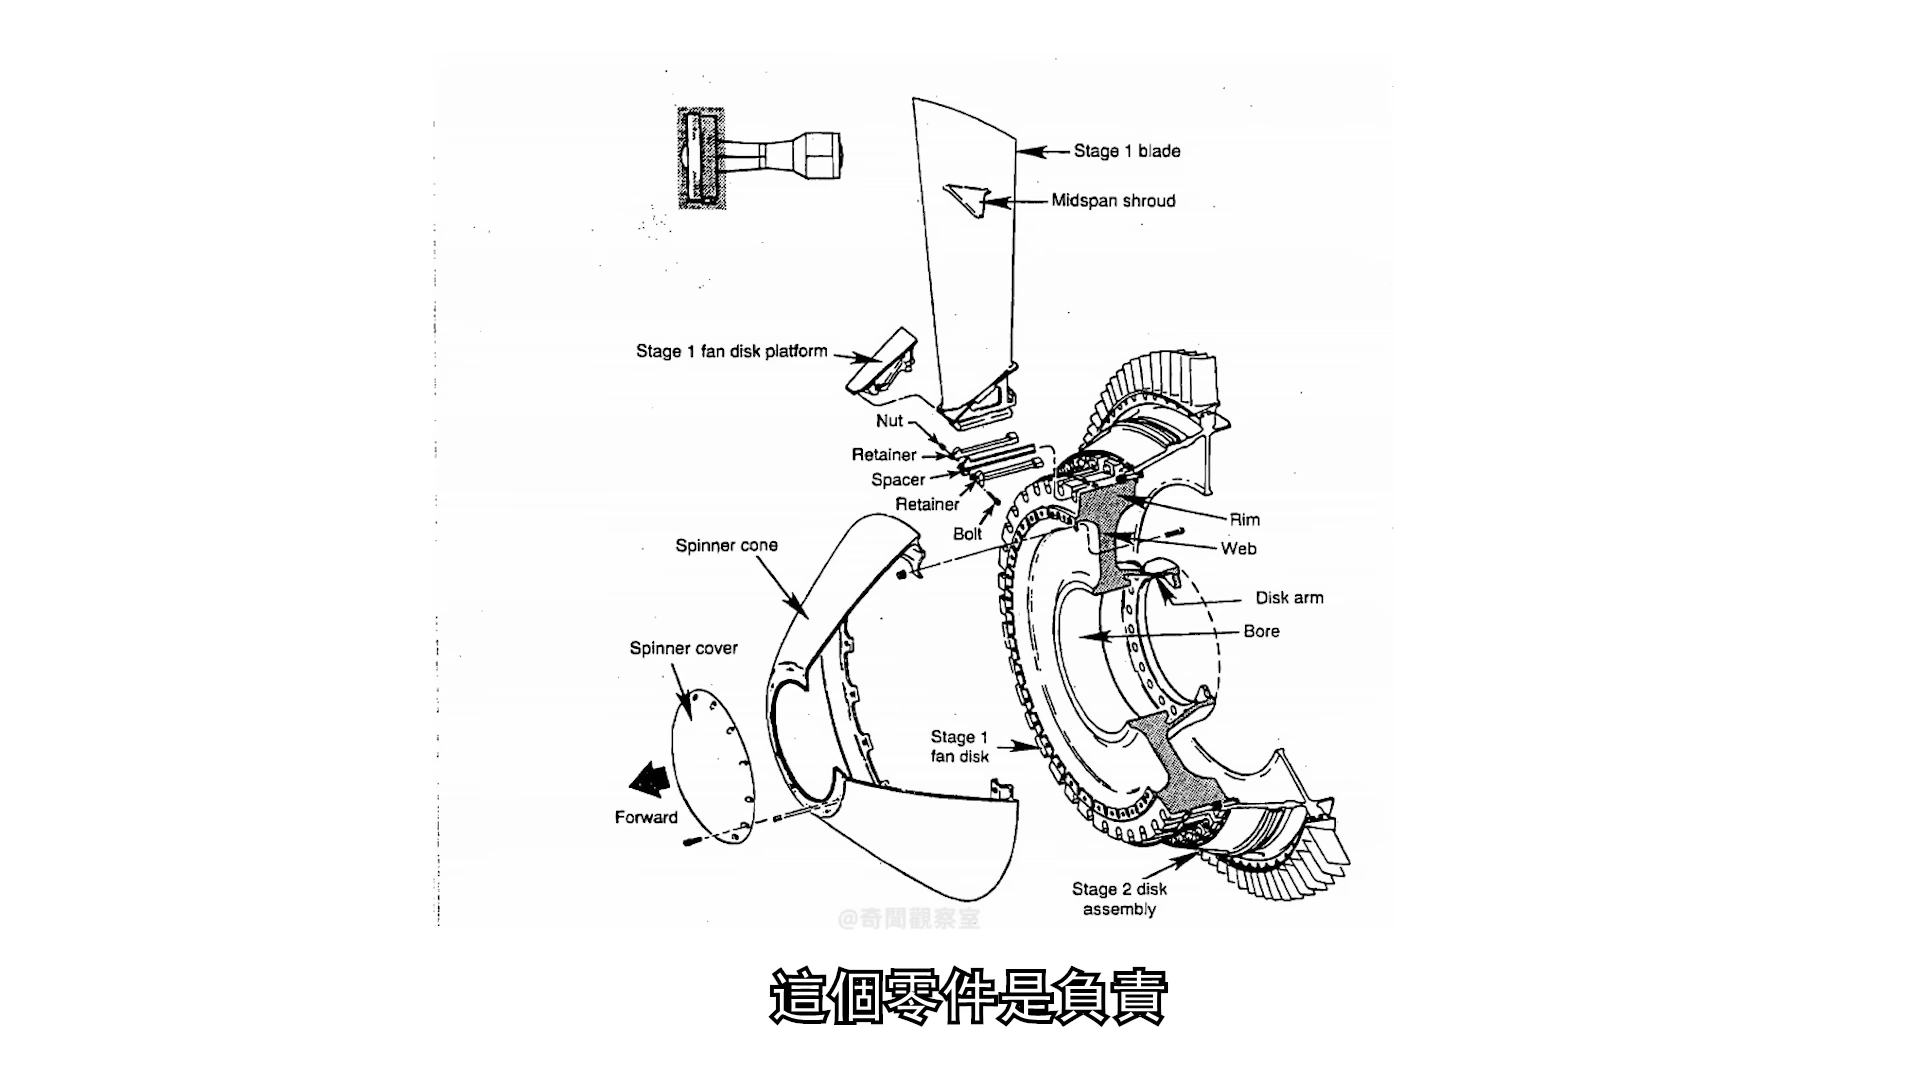 Stage 1 blade
Midspan shroud
Stage 1 fan disk platform
Nut
Retainer
Spacer
Retainer
Bolt
Rim
Web
Spinner cone
Disk arm
Bore
Spinner cover
Stage 1
fan disk
Forward
Stage 2 disk
assembly
@奇聞觀察室
這個零件是負責